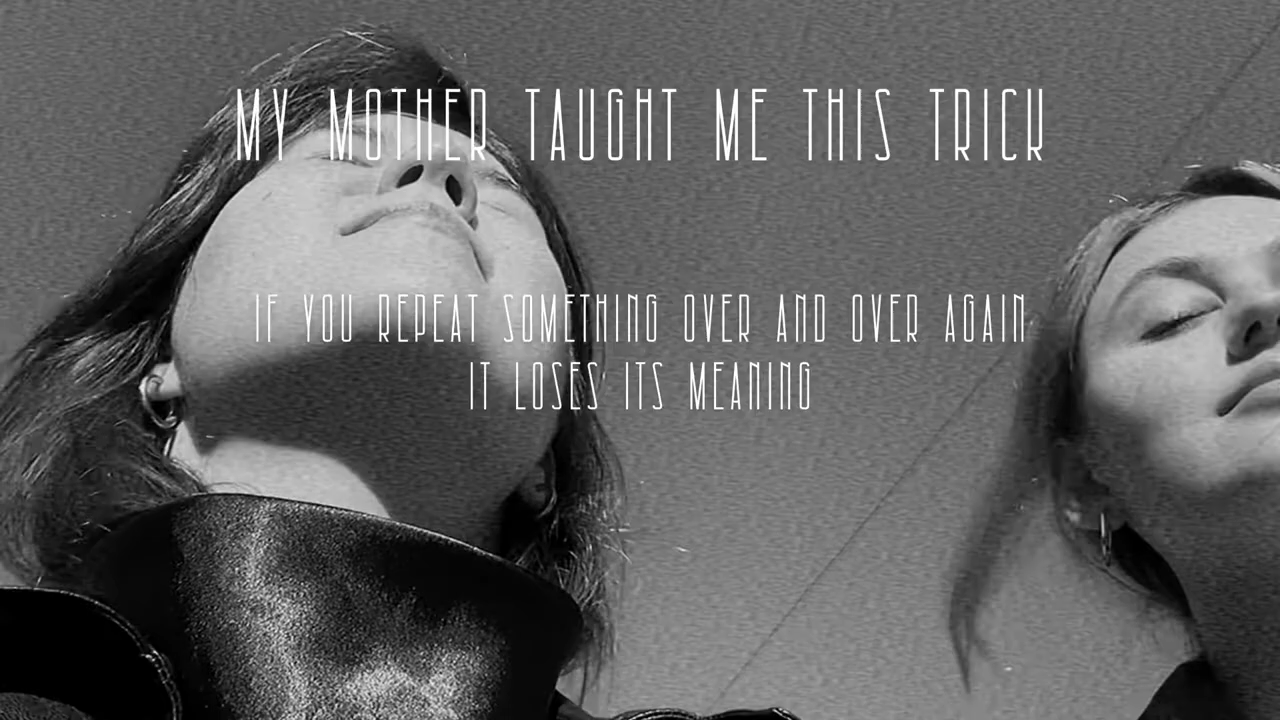 MY MOTHER TAUGHT ME THIS TRICK
IF YOU REPEAT SOMETHING OVER AND OVER AGAIN
IT LOSES ITS MEANING